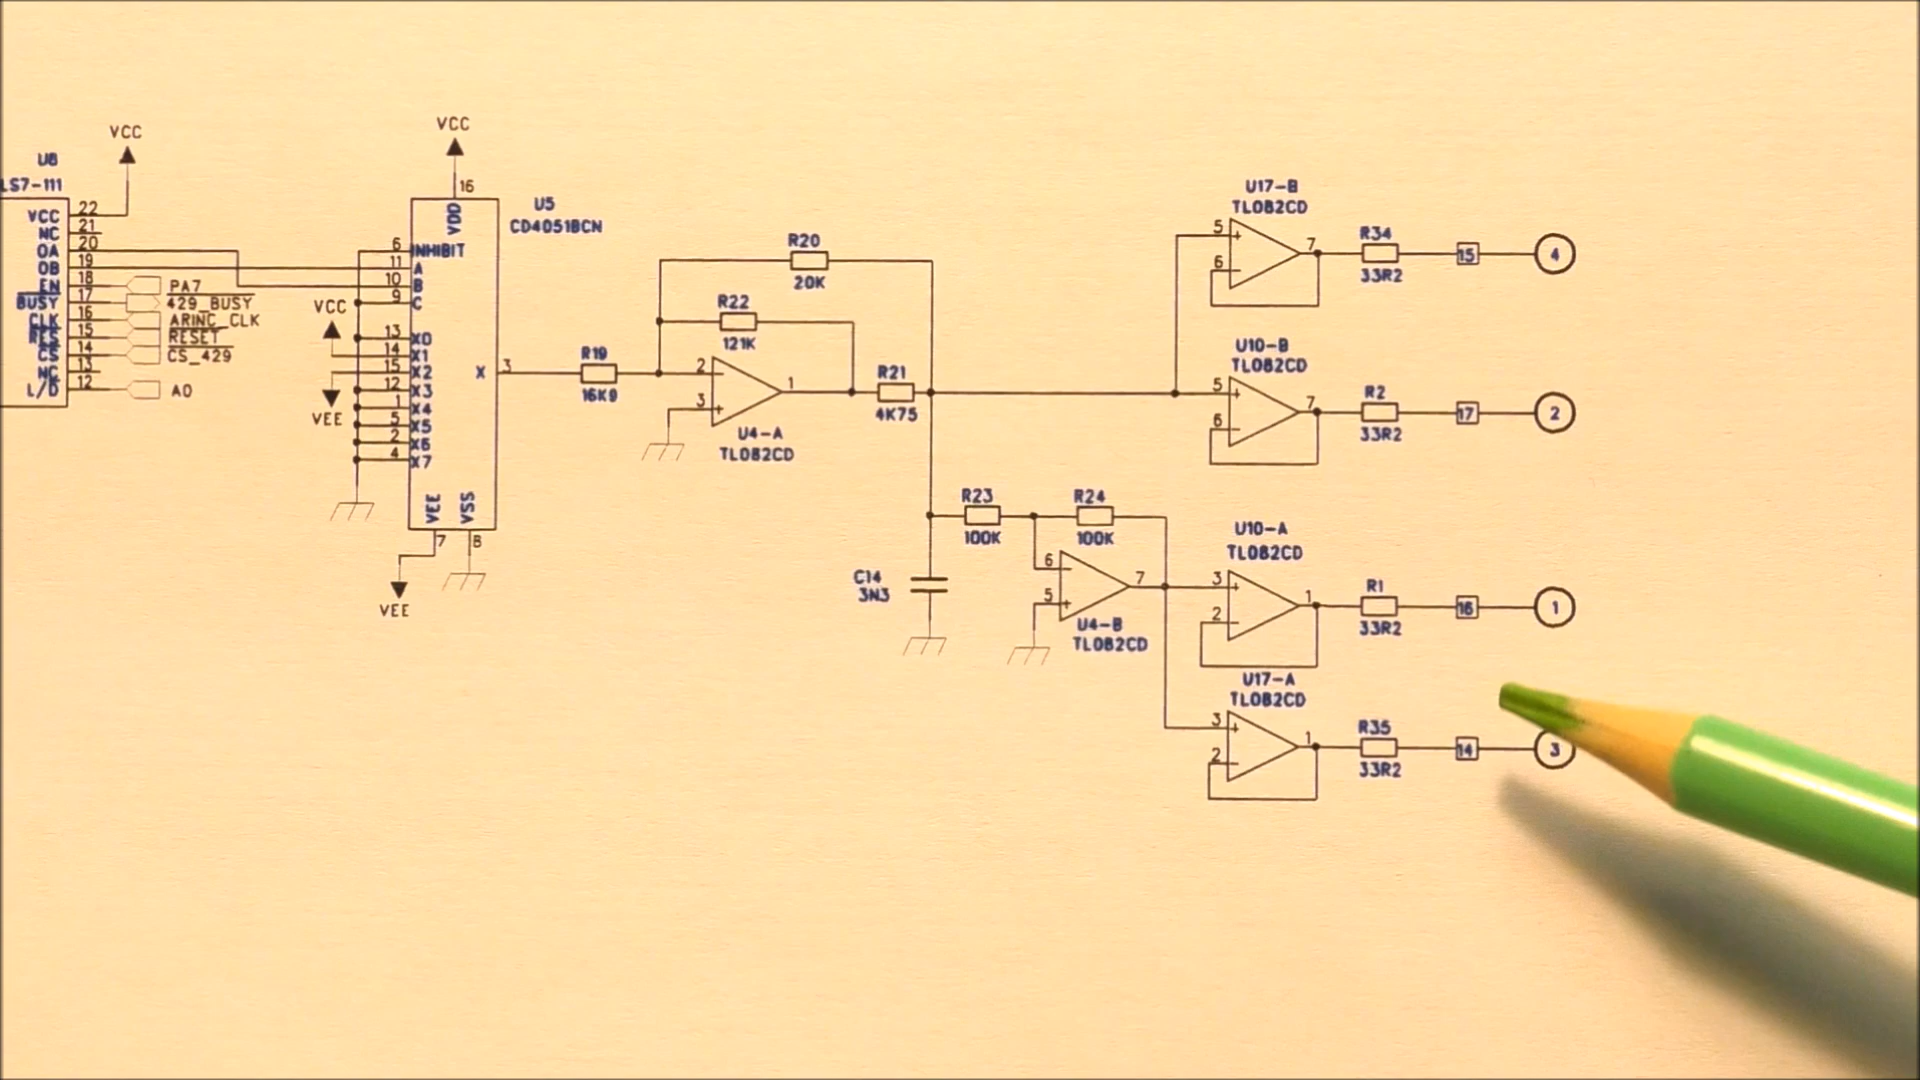 VCC
U8
LS7-111
VCC 22
NC 21
OA 20
OB 19
EN 18 PA7
BUSY 17 429_BUSY
CLK 16 ARINC_CLK
RES 15 RESET
CS 14 CS_429
NC 13
L/D 12 A0
VCC
16
VDD
U5
CD4051BCN
6 INHIBIT
11 A
10 B
9 C
VCC
13 X0
14 X1
15 X2
12 X3
1 X4
5 X5
2 X6
4 X7
VEE
X 3
VEE VSS
7 8
VEE
R19
16K9
R20
20K
R22
121K
2
3
1
U4-A
TL082CD
R21
4K75
C14
3N3
R23
100K
R24
100K
6
5
7
U4-B
TL082CD
U17-B
TL082CD
5
6
7
R34
33R2
15
4
U10-B
TL082CD
5
6
7
R2
33R2
17
2
U10-A
TL082CD
3
2
1
R1
33R2
16
1
U17-A
TL082CD
3
2
1
R35
33R2
14
3